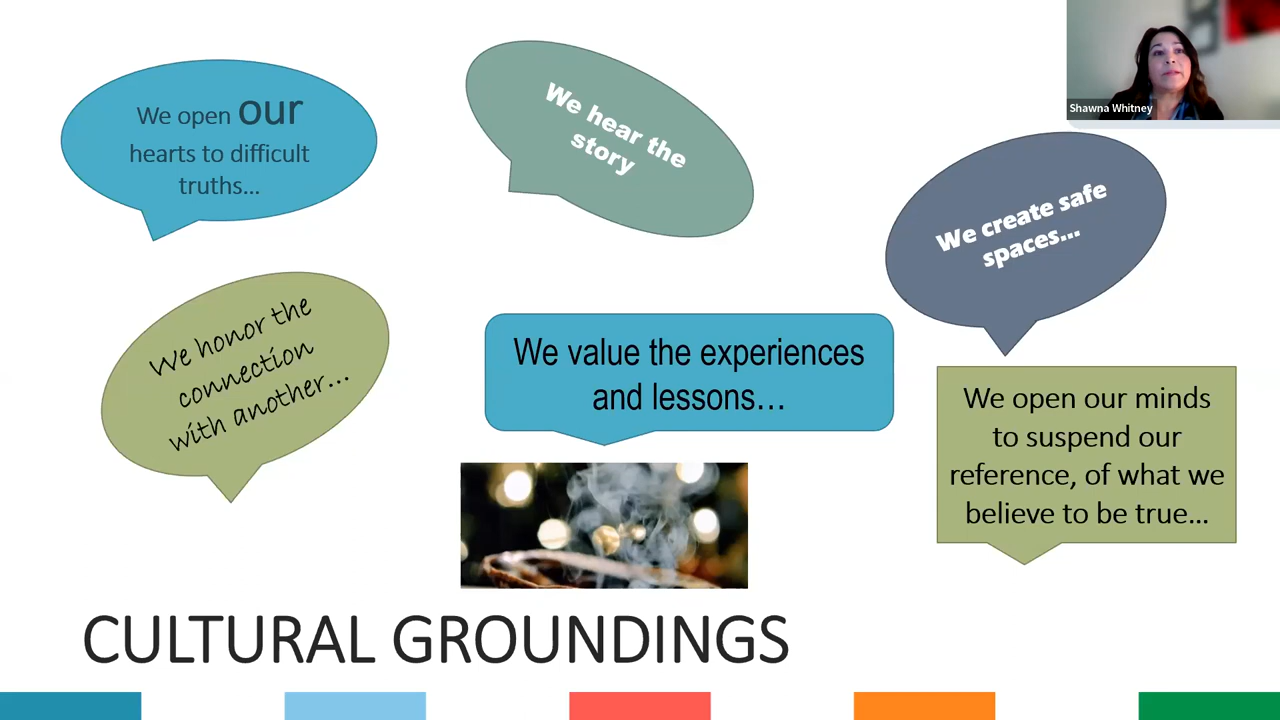 We open our
hearts to difficult
truths...
We hear the
story
Shawna Whitney
We create safe
spaces...
We honor the
connection
with another...
We value the experiences
and lessons...
We open our minds
to suspend our
reference, of what we
believe to be true...
CULTURAL GROUNDINGS